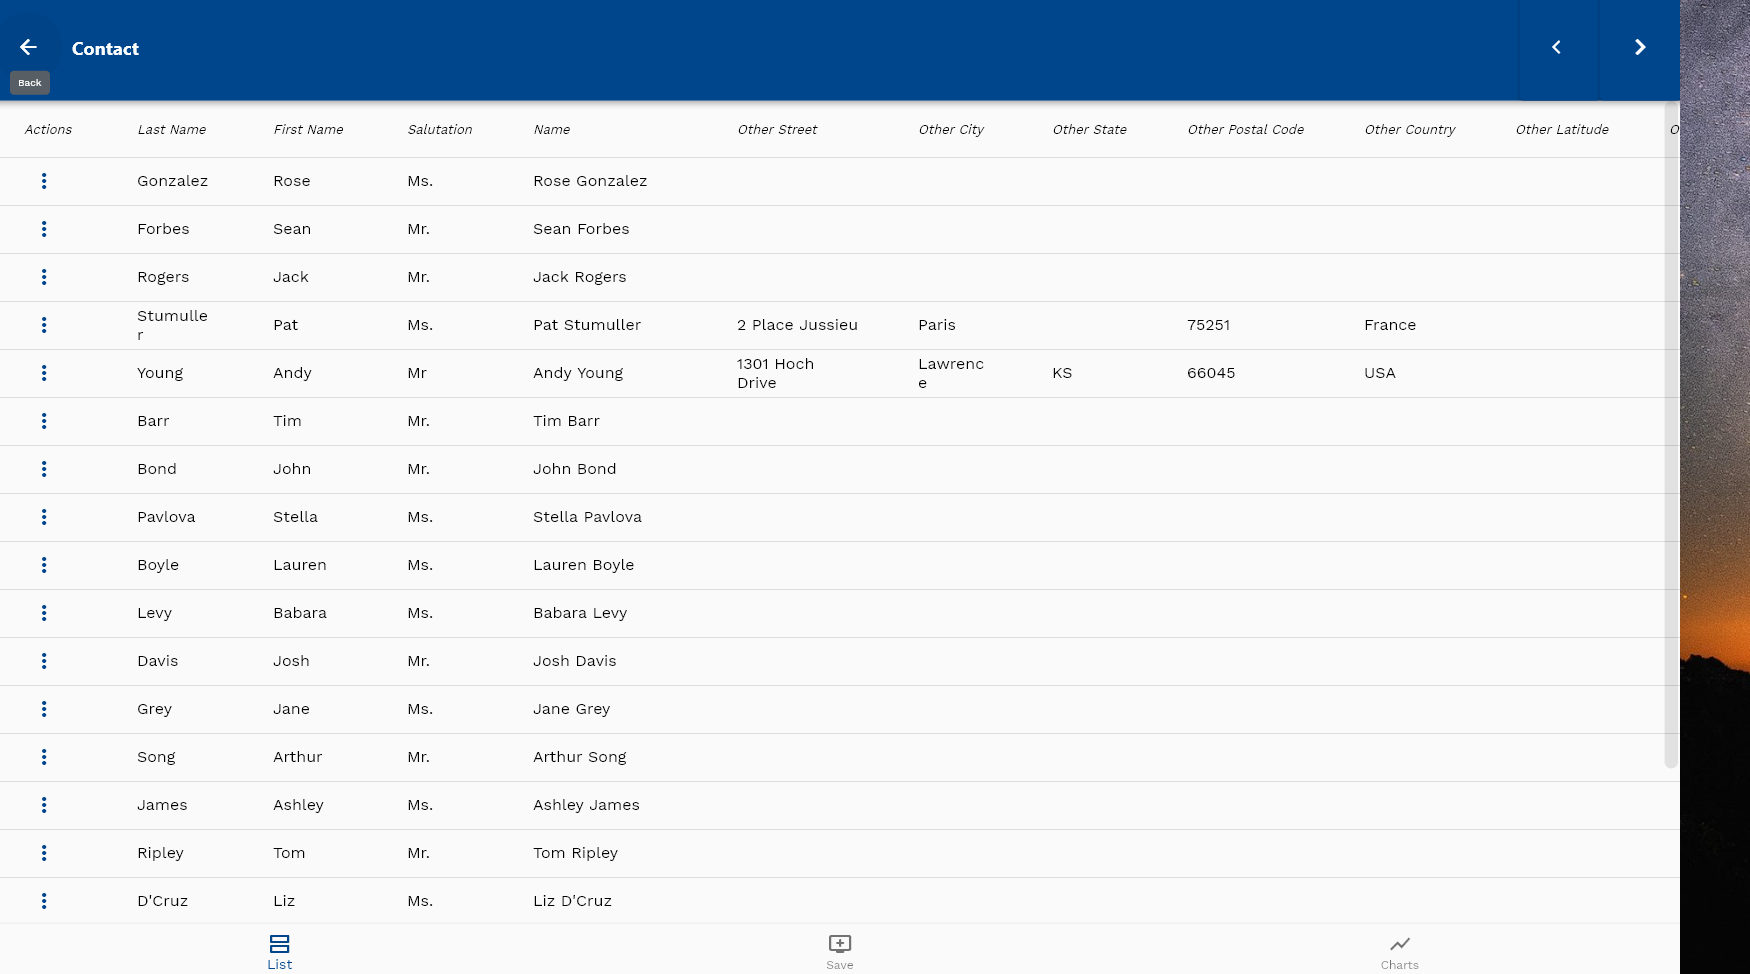 Contact
Back
Actions Last Name First Name Salutation Name Other Street Other City Other State Other Postal Code Other Country Other Latitude O
Gonzalez Rose Ms. Rose Gonzalez
Forbes Sean Mr. Sean Forbes
Rogers Jack Mr. Jack Rogers
Stumulle
r Pat Ms. Pat Stumuller 2 Place Jussieu Paris 75251 France
Young Andy Mr Andy Young 1301 Hoch Lawrenc KS 66045 USA
Drive e
Barr Tim Mr. Tim Barr
Bond John Mr. John Bond
Pavlova Stella Ms. Stella Pavlova
Boyle Lauren Ms. Lauren Boyle
Levy Babara Ms. Babara Levy
Davis Josh Mr. Josh Davis
Grey Jane Ms. Jane Grey
Song Arthur Mr. Arthur Song
James Ashley Ms. Ashley James
Ripley Tom Mr. Tom Ripley
D'Cruz Liz Ms. Liz D'Cruz
List Save Charts